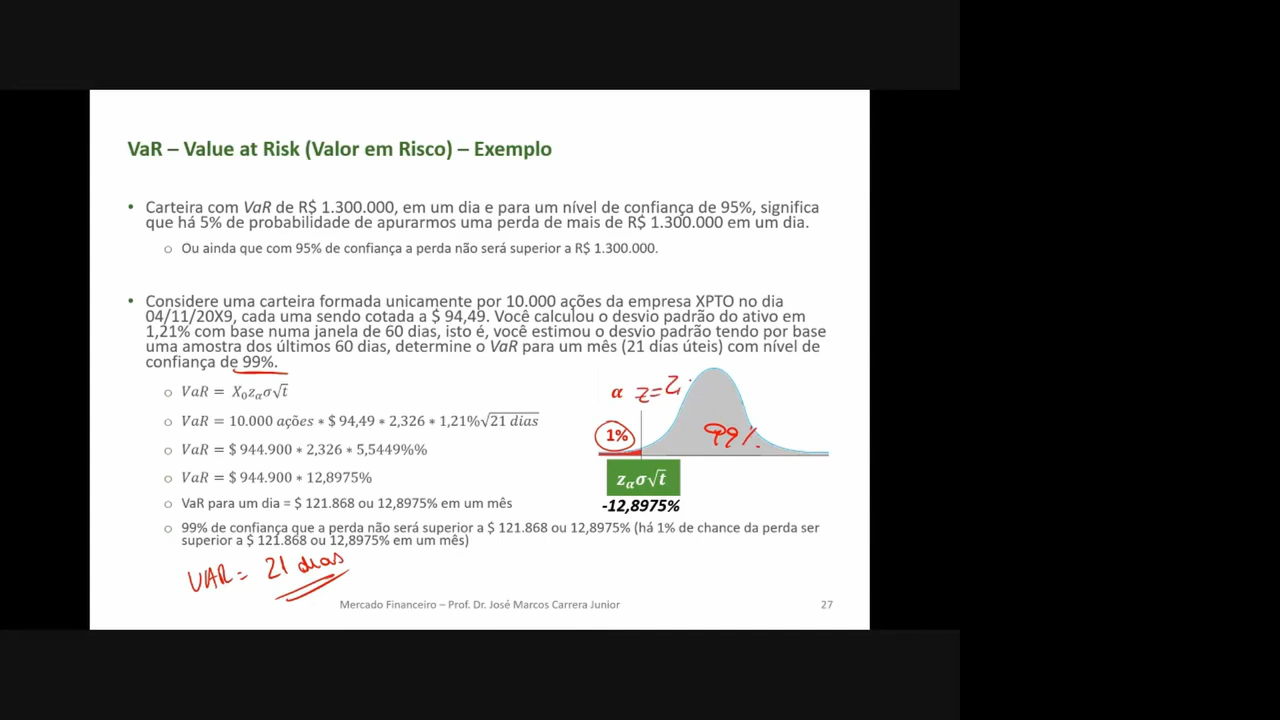 VaR – Value at Risk (Valor em Risco) – Exemplo
• Carteira com VaR de R$ 1.300.000, em um dia e para um nível de confiança de 95%, significa
que há 5% de probabilidade de apurarmos uma perda de mais de R$ 1.300.000 em um dia.
○ Ou ainda que com 95% de confiança a perda não será superior a R$ 1.300.000.
• Considere uma carteira formada unicamente por 10.000 ações da empresa XPTO no dia
04/11/20X9, cada uma sendo cotada a $ 94,49. Você calculou o desvio padrão do ativo em
1,21% com base numa janela de 60 dias, isto é, você estimou o desvio padrão tendo por base
uma amostra dos últimos 60 dias, determine o VaR para um mês (21 dias úteis) com nível de
confiança de 99%.
○ VaR = X₀zασ√t
○ VaR = 10.000 ações ∗ $ 94,49 ∗ 2,326 ∗ 1,21%√21 dias
○ VaR = $ 944.900 ∗ 2,326 ∗ 5,5449%%
○ VaR = $ 944.900 ∗ 12,8975%
○ VaR para um dia = $ 121.868 ou 12,8975% em um mês
○ 99% de confiança que a perda não será superior a $ 121.868 ou 12,8975% (há 1% de chance da perda ser
superior a $ 121.868 ou 12,8975% em um mês)
α z=2,
1% 99%
zασ√t
-12,8975%
VAR = 21 dias
Mercado Financeiro – Prof. Dr. José Marcos Carrera Junior 27